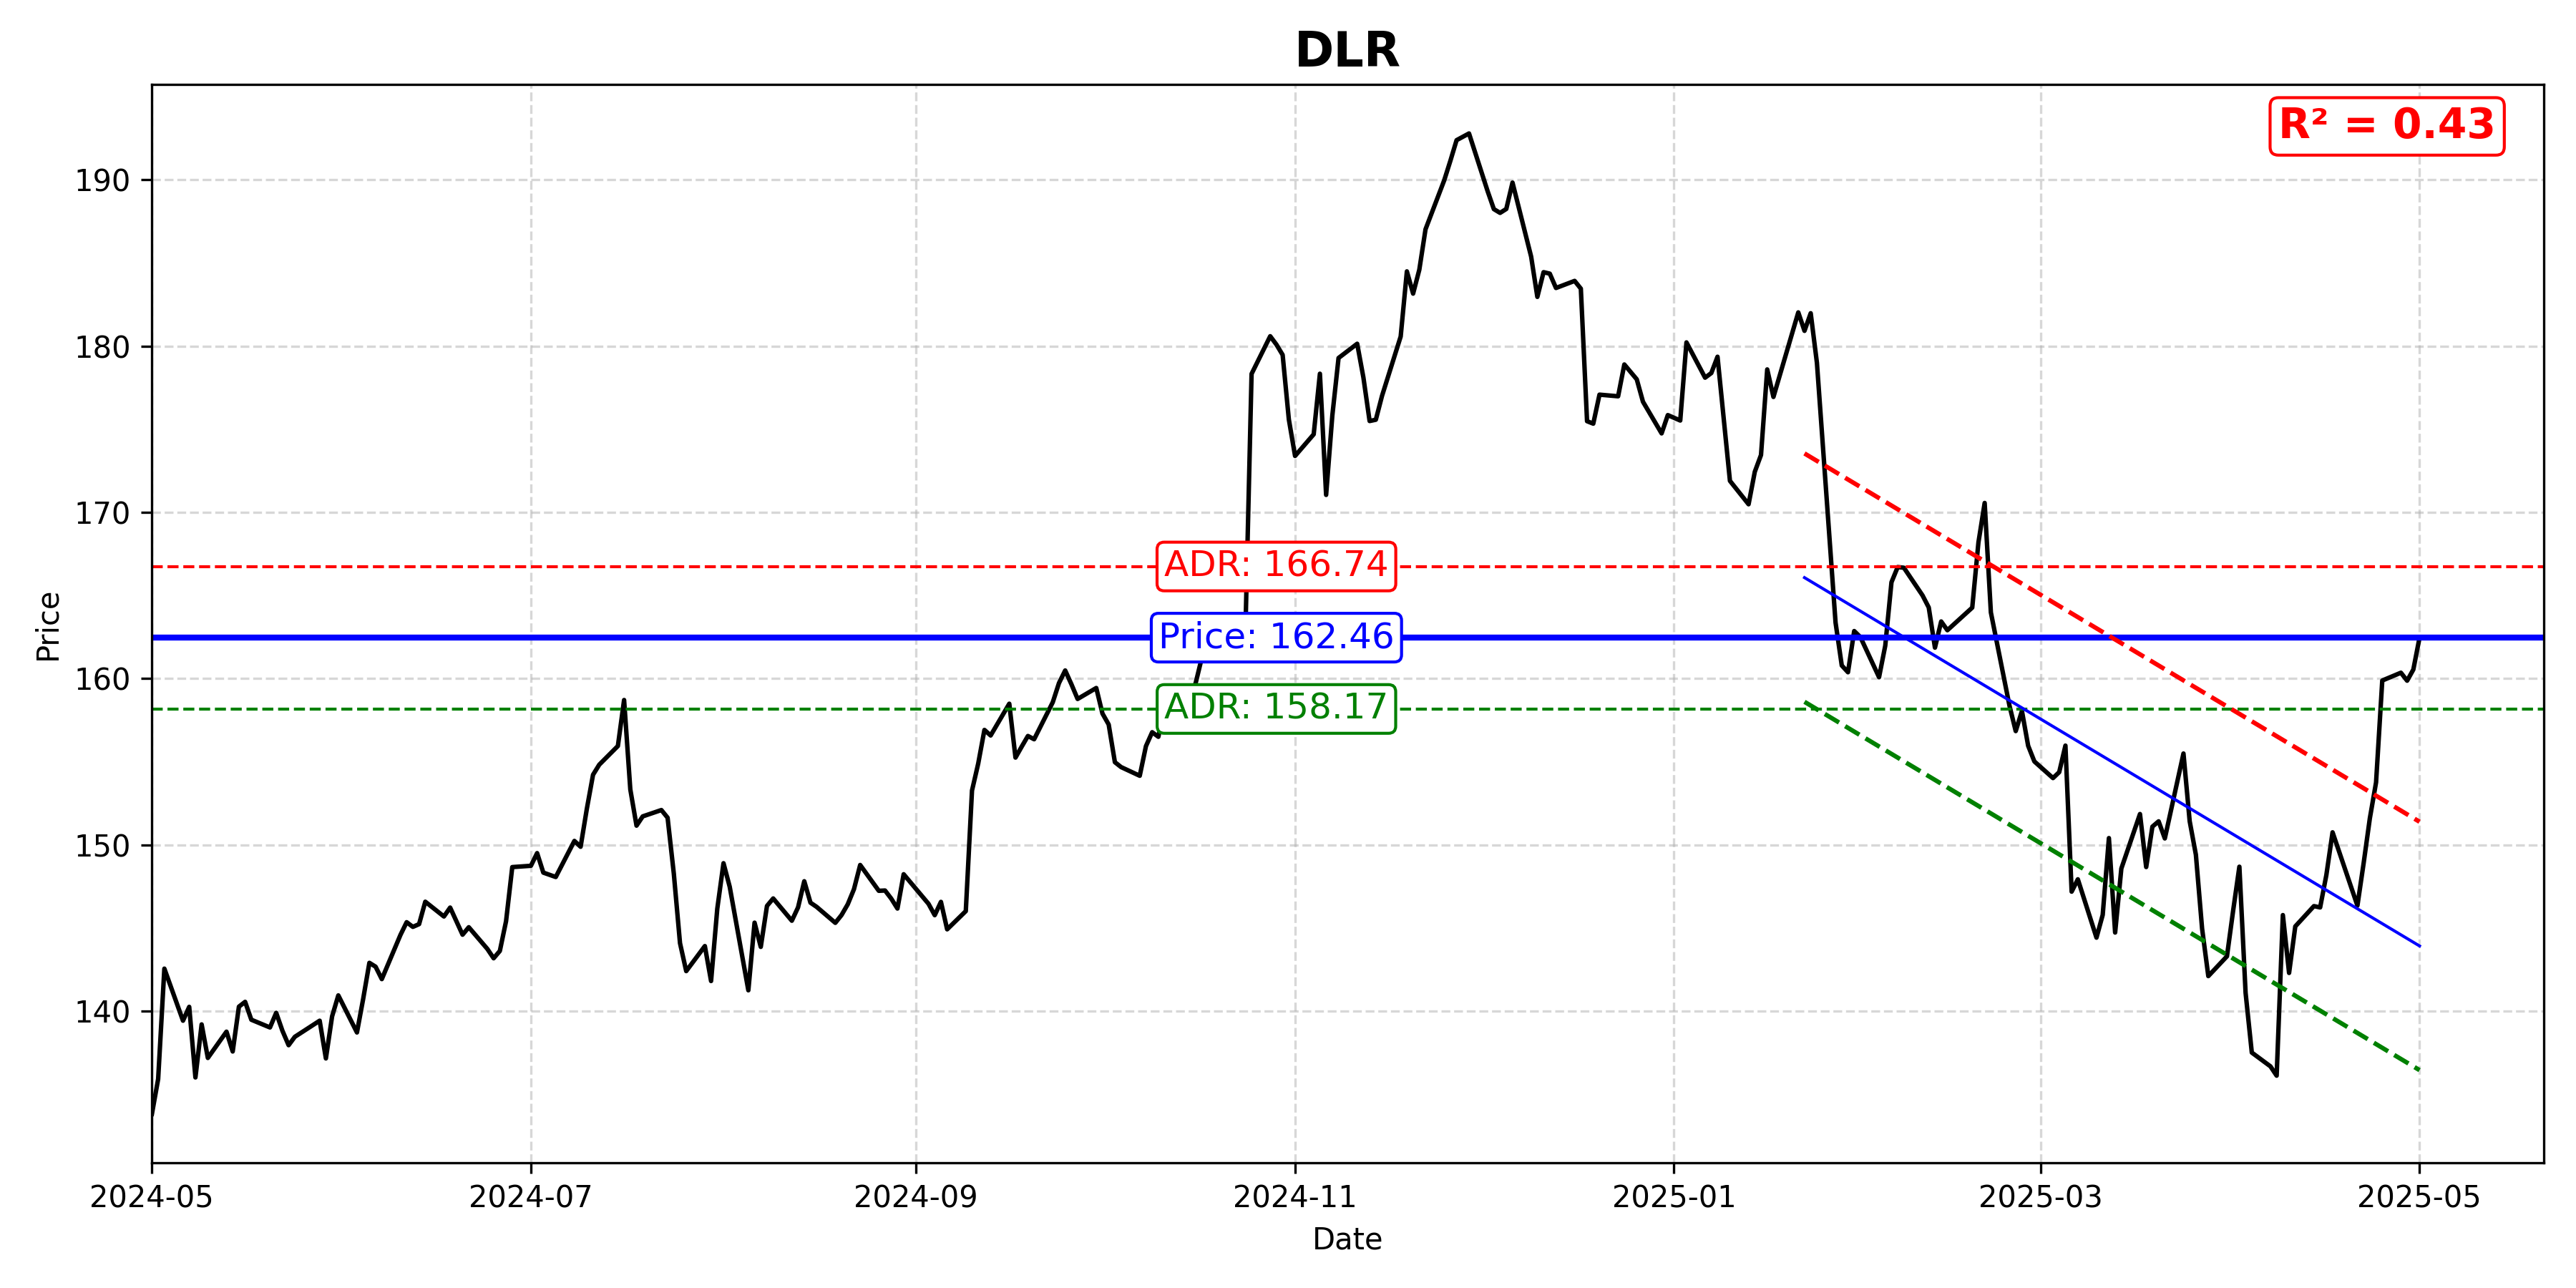 DLR
R² = 0.43
190
180
170
160
150
140
Price
ADR: 166.74
Price: 162.46
ADR: 158.17
2024-05
2024-07
2024-09
2024-11
2025-01
2025-03
2025-05
Date